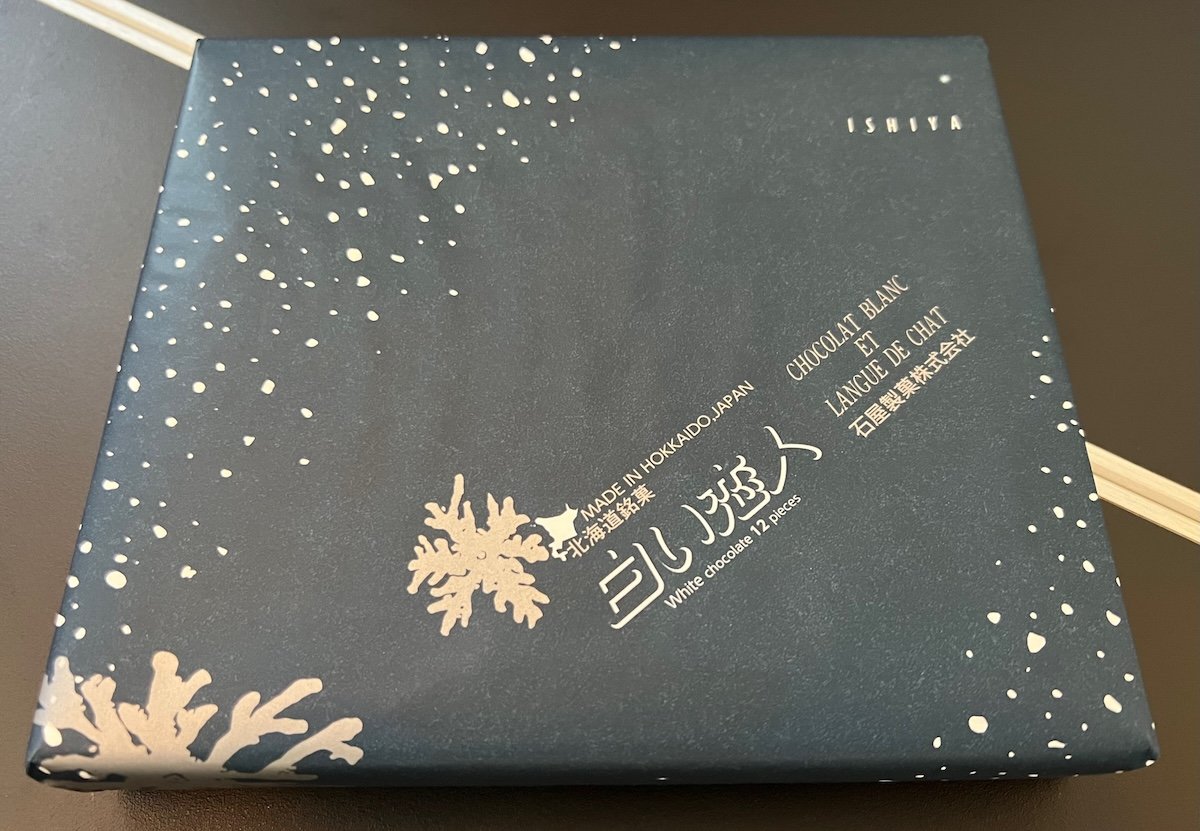 ISHIYA
CHOCOLAT BLANC
ET
LANGUE DE CHAT
石屋製菓株式会社
MADE IN HOKKAIDO,JAPAN
北海道銘菓
白い恋人
White chocolate 12 pieces